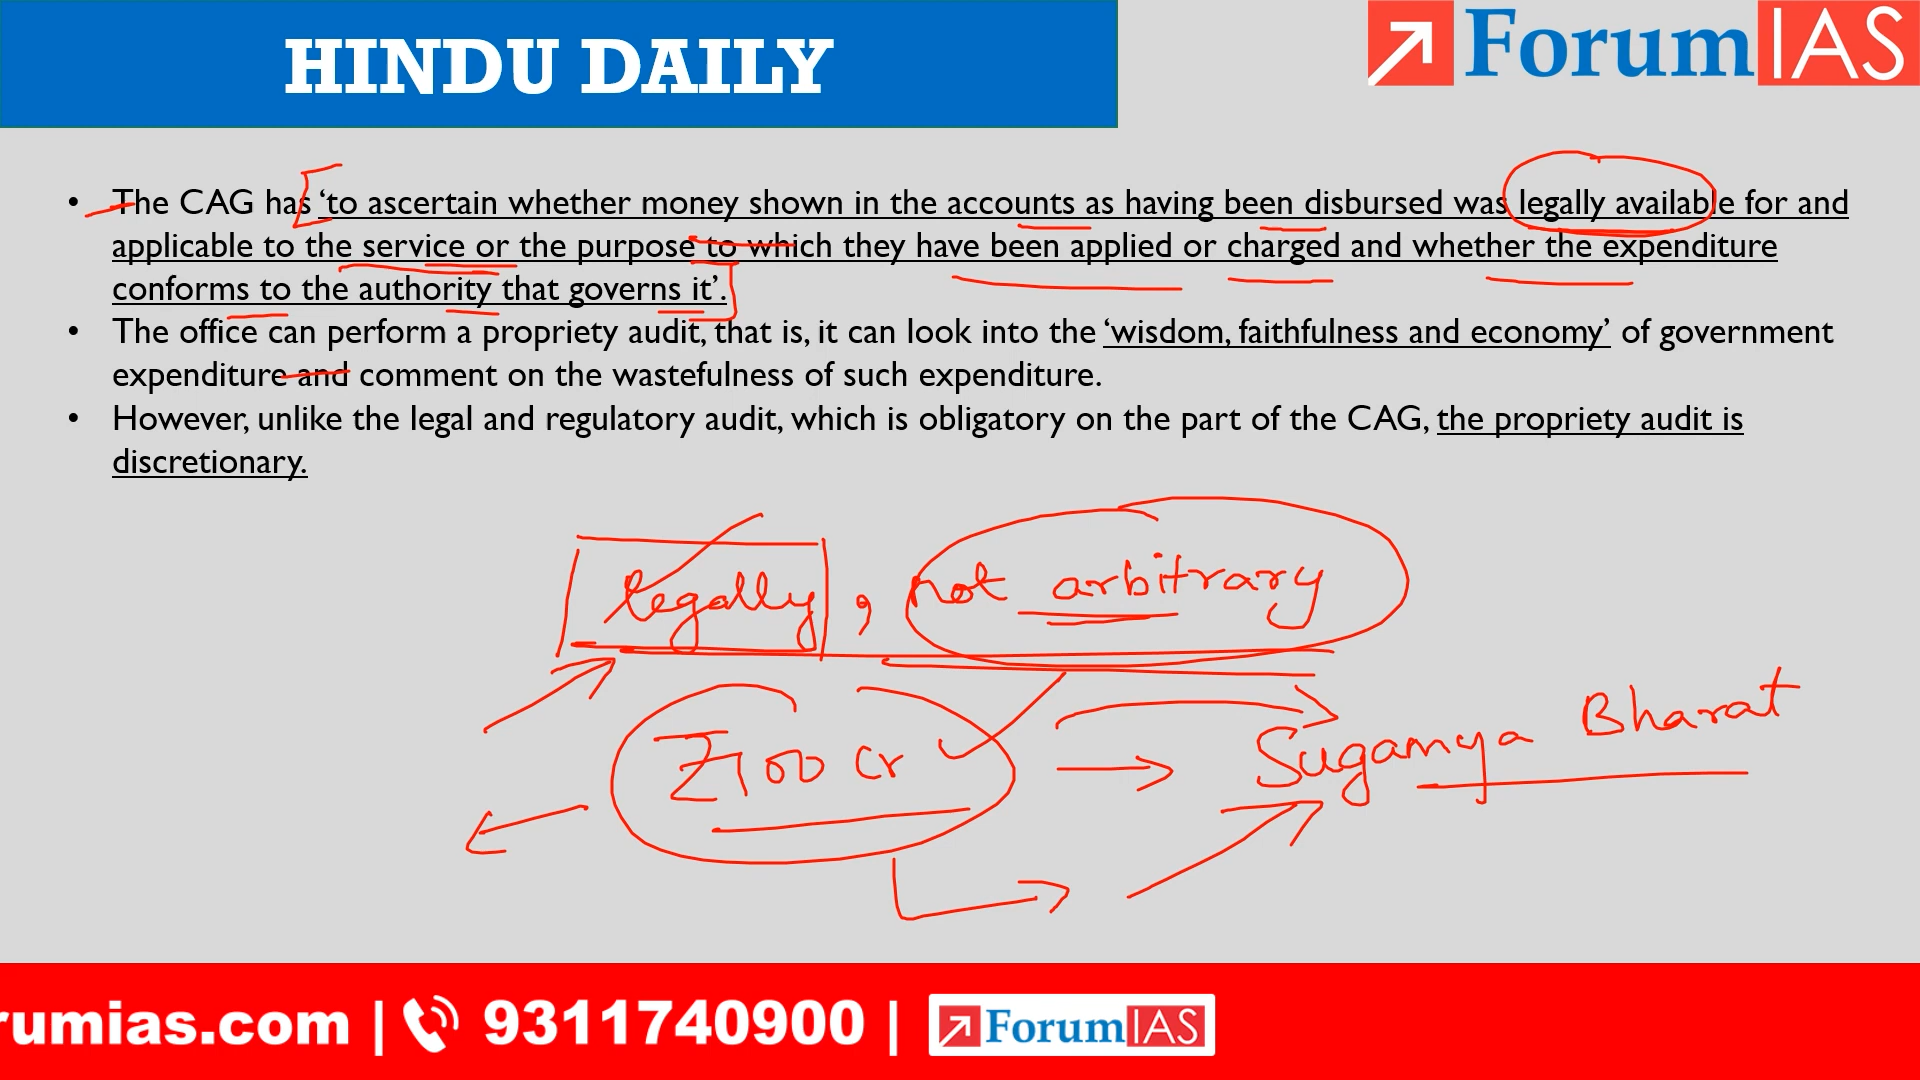 HINDU DAILY
ForumIAS
• The CAG has ‘to ascertain whether money shown in the accounts as having been disbursed was legally available for and
applicable to the service or the purpose to which they have been applied or charged and whether the expenditure
conforms to the authority that governs it’.
• The office can perform a propriety audit, that is, it can look into the ‘wisdom, faithfulness and economy’ of government
expenditure and comment on the wastefulness of such expenditure.
• However, unlike the legal and regulatory audit, which is obligatory on the part of the CAG, the propriety audit is
discretionary.
legally, not arbitrary
₹100 cr → Sugamya Bharat
rumias.com | 9311740900 | ForumIAS